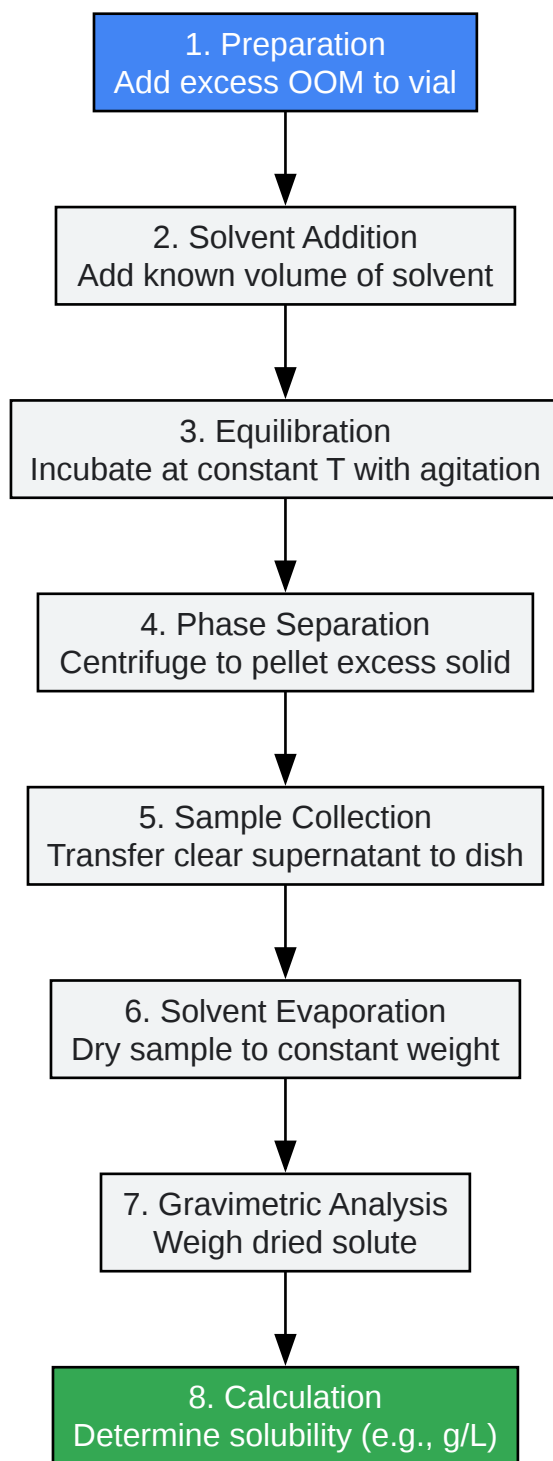 1. Preparation
Add excess OOM to vial
2. Solvent Addition
Add known volume of solvent
3. Equilibration
Incubate at constant T with agitation
4. Phase Separation
Centrifuge to pellet excess solid
5. Sample Collection
Transfer clear supernatant to dish
6. Solvent Evaporation
Dry sample to constant weight
7. Gravimetric Analysis
Weigh dried solute
8. Calculation
Determine solubility (e.g., g/L)